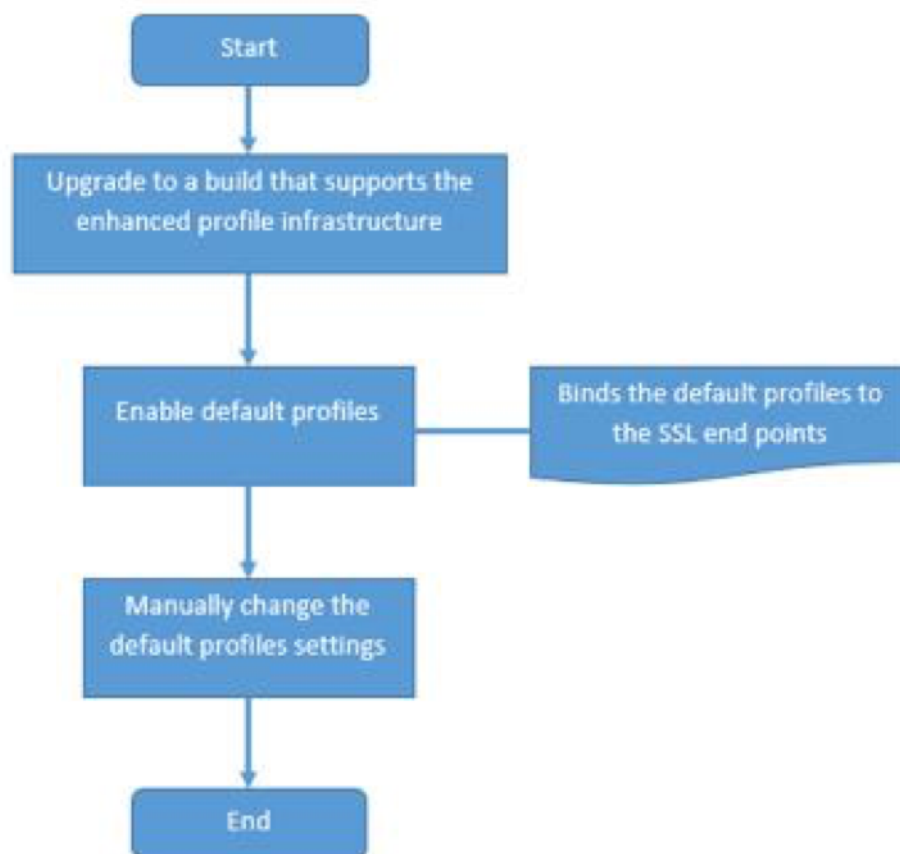 Start
Upgrade to a build that supports the
enhanced profile infrastructure
Enable default profiles
Binds the default profiles to
the SSL end points
Manually change the
default profiles settings
End